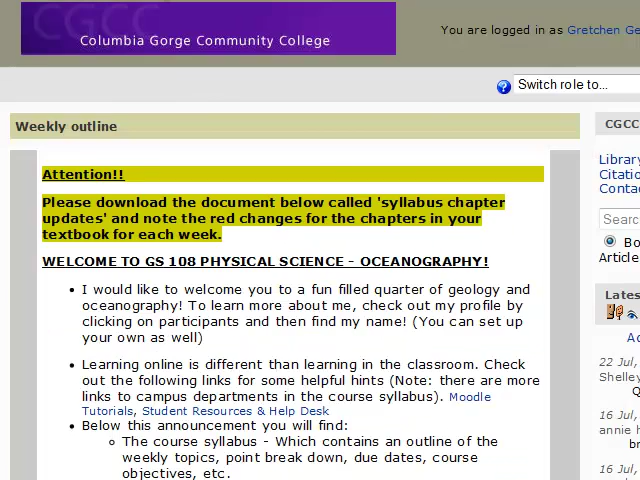 CGCC
Columbia Gorge Community College
You are logged in as Gretchen Ge
Switch role to...
Weekly outline
CGCC
Attention!!
Please download the document below called 'syllabus chapter
updates' and note the red changes for the chapters in your
textbook for each week.
WELCOME TO GS 108 PHYSICAL SCIENCE - OCEANOGRAPHY!
• I would like to welcome you to a fun filled quarter of geology and
oceanography! To learn more about me, check out my profile by
clicking on participants and then find my name! (You can set up
your own as well)
• Learning online is different than learning in the classroom. Check
out the following links for some helpful hints (Note: there are more
links to campus departments in the course syllabus). Moodle
Tutorials, Student Resources & Help Desk
• Below this announcement you will find:
The course syllabus - Which contains an outline of the
weekly topics, point break down, due dates, course
objectives, etc.
Library
Citatio
Conta
Searc
Bo
Article
Lates
Ac
22 Jul,
Shelley
Q
16 Jul,
annie h
br
16 Jul,